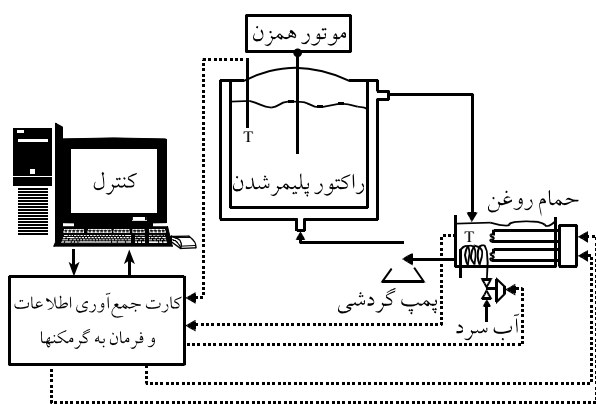 موتور همزن
T
راکتور پلیمرشدن
کنترل
حمام روغن
T
پمپ گردشی
آب سرد
کارت جمع‌آوری اطلاعات
و فرمان به گرمکنها